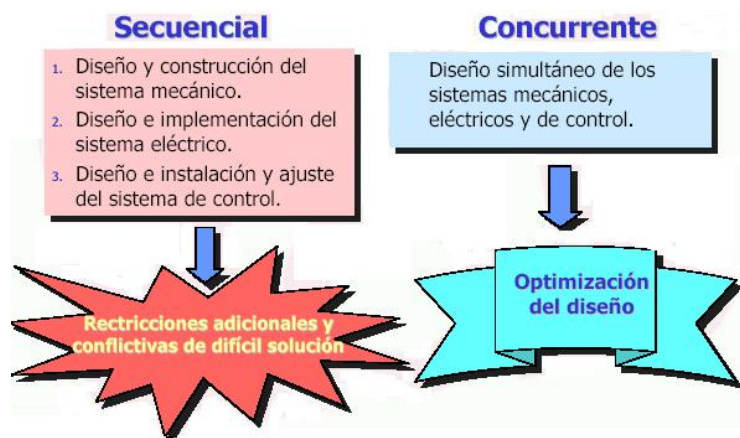 Secuencial
1. Diseño y construcción del
sistema mecánico.
2. Diseño e implementación del
sistema eléctrico.
3. Diseño e instalación y ajuste
del sistema de control.
Rectricciones adicionales y
conflictivas de difícil solución
Concurrente
Diseño simultáneo de los
sistemas mecánicos,
eléctricos y de control.
Optimización
del diseño